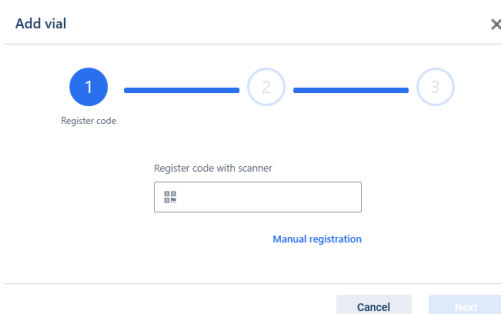 Add vial
1
2
3
Register code
Register code with scanner
Manual registration
Cancel
Next